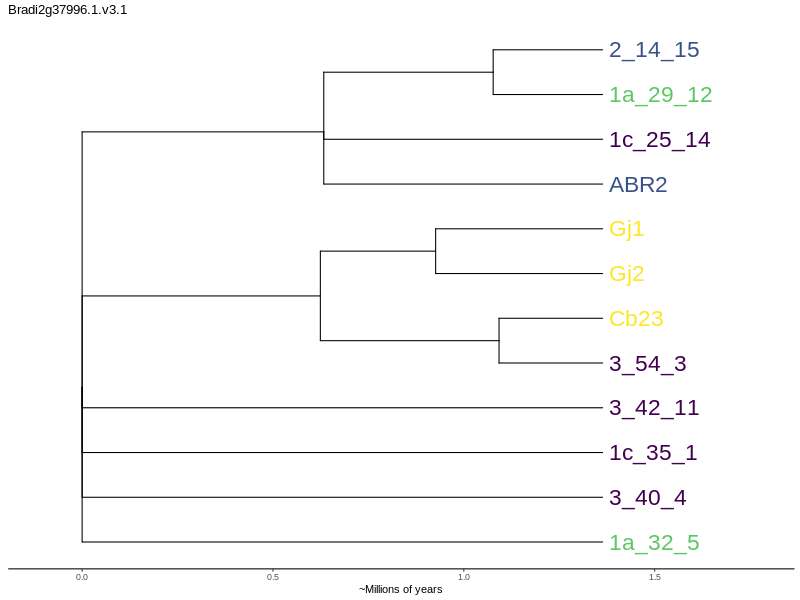 Bradi2g37996.1.v3.1
2_14_15
1a_29_12
1c_25_14
ABR2
Gj1
Gj2
Cb23
3_54_3
3_42_11
1c_35_1
3_40_4
1a_32_5
0.0 0.5 1.0 1.5
~Millions of years